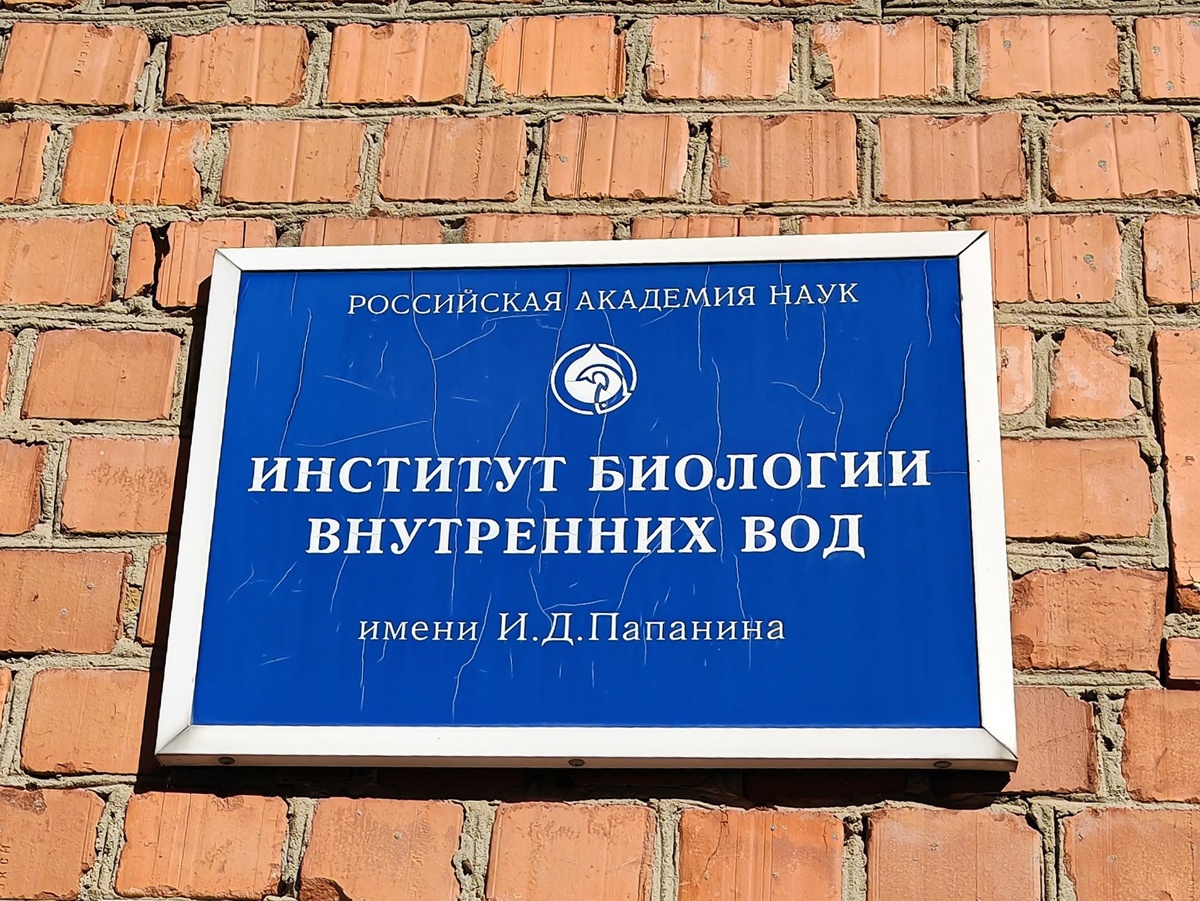 РОССИЙСКАЯ АКАДЕМИЯ НАУК
ИНСТИТУТ БИОЛОГИИ
ВНУТРЕННИХ ВОД
имени И.Д.Папанина